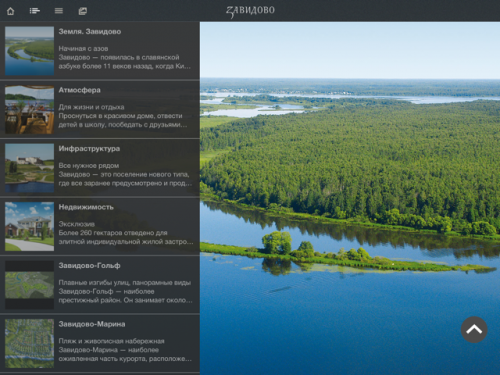 ЗАВИДОВО
Земля. Завидово
Начиная с азов
Завидово — появилась в славянской
азбуке более 11 веков назад, когда Ки...
Атмосфера
Для жизни и отдыха
Проснуться в красивом доме, отвести
детей в школу, пообедать с друзьями...
Инфраструктура
Все нужное рядом
Завидово — это поселение нового типа,
где все заранее предусмотрено и прод...
Недвижимость
Эксклюзив
Более 260 гектаров отведено для
элитной индивидуальной жилой застро...
Завидово-Гольф
Плавные изгибы улиц, панорамные виды
Завидово-Гольф — наиболее
престижный район. Он занимает около...
Завидово-Марина
Пляж и живописная набережная
Завидово-Марина — наиболее
оживленная часть курорта, расположе...